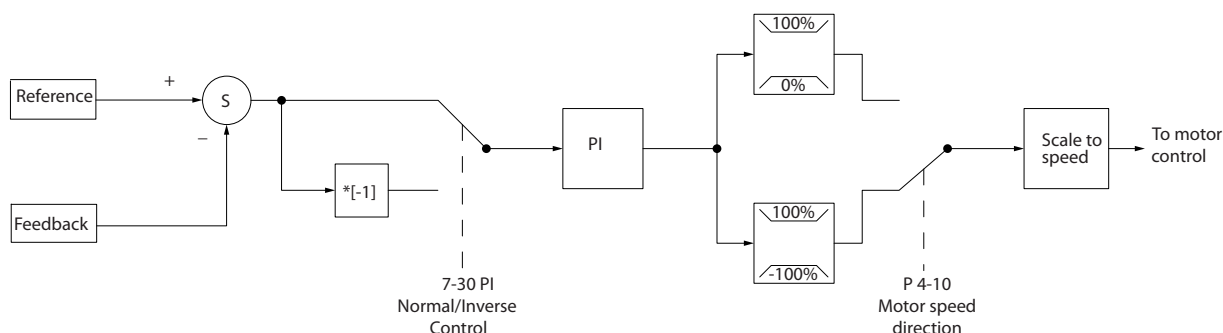 Reference
+
S
−
Feedback
*[-1]
7-30 PI
Normal/Inverse
Control
PI
100%
0%
100%
-100%
P 4-10
Motor speed
direction
Scale to
speed
To motor
control